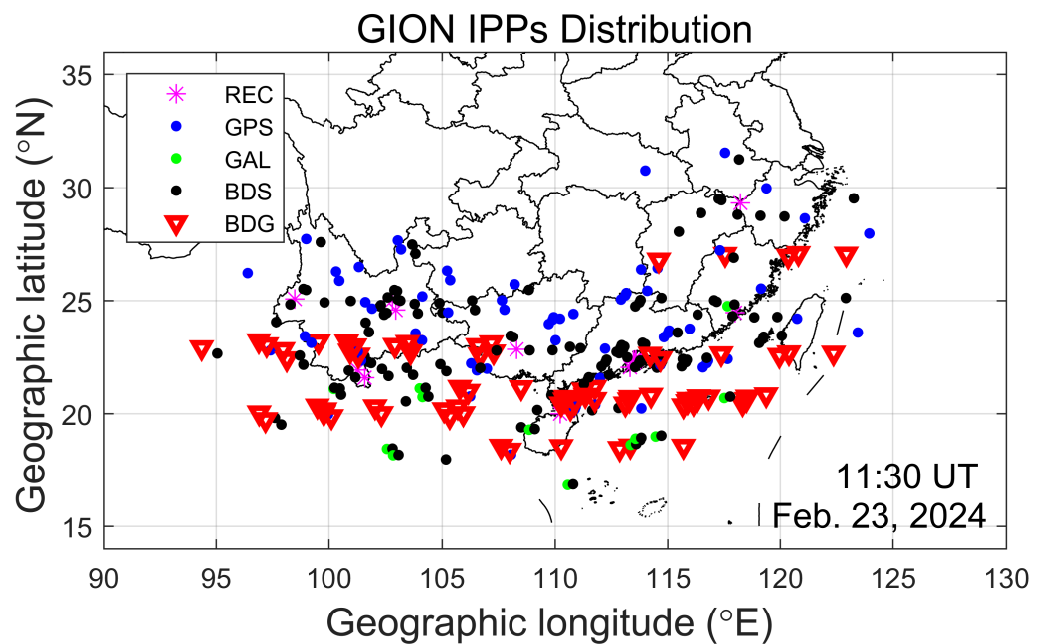 GION IPPs Distribution
Geographic latitude (°N)
35
30
25
20
15
REC
GPS
GAL
BDS
BDG
11:30 UT
Feb. 23, 2024
90 95 100 105 110 115 120 125 130
Geographic longitude (°E)